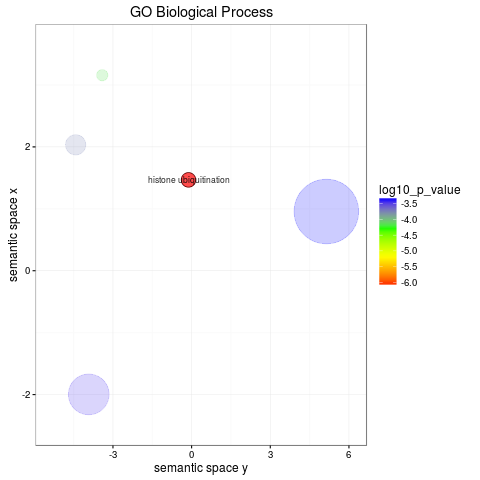 GO Biological Process
histone ubiquitination
log10_p_value
-3.5
-4.0
-4.5
-5.0
-5.5
-6.0
semantic space x
2
0
-2
-3
0
3
6
semantic space y